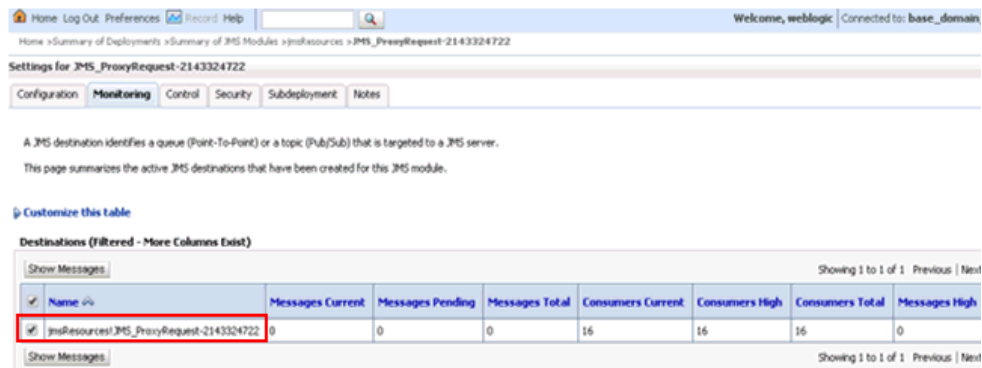 Home Log Out Preferences Record Help Welcome, weblogic Connected to: base_domain
Home >Summary of Deployments >Summary of JMS Modules >jmsResources >JMS_ProxyRequest-2143324722
Settings for JMS_ProxyRequest-2143324722
Configuration Monitoring Control Security Subdeployment Notes
A JMS destination identifies a queue (Point-To-Point) or a topic (Pub/Sub) that is targeted to a JMS server.
This page summarizes the active JMS destinations that have been created for this JMS module.
Customize this table
Destinations (Filtered - More Columns Exist)
Show Messages Showing 1 to 1 of 1 Previous | Next
Name Messages Current Messages Pending Messages Total Consumers Current Consumers High Consumers Total Messages High
jmsResources!JMS_ProxyRequest-2143324722 0 0 0 16 16 16 0
Show Messages Showing 1 to 1 of 1 Previous | Next